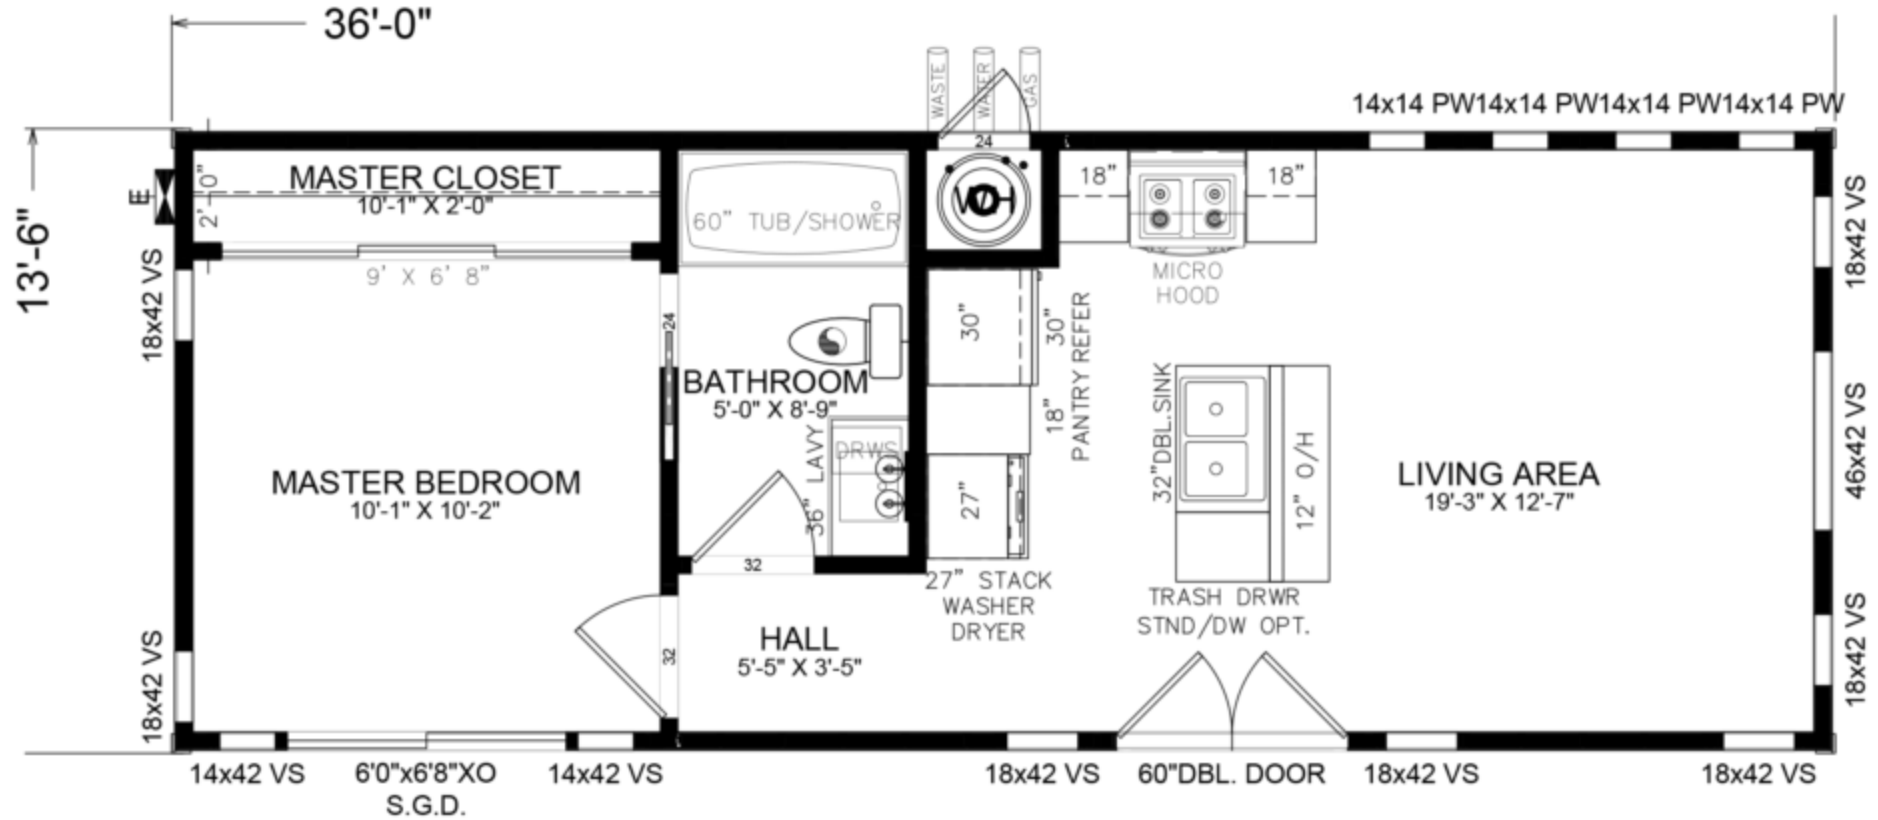 36'-0"
13'-6"
WASTE
WATER
GAS
14x14 PW14x14 PW14x14 PW14x14 PW
24
E
2'-0"
MASTER CLOSET
10'-1" X 2'-0"
9' X 6' 8"
60" TUB/SHOWER
WH
18"
18"
MICRO
HOOD
18x42 VS
18x42 VS
24
30"
30"
PANTRY REFER
18"
BATHROOM
5'-0" X 8'-9"
36" LAVY
DRWS
32"DBL.SINK
12" O/H
46x42 VS
MASTER BEDROOM
10'-1" X 10'-2"
27"
LIVING AREA
19'-3" X 12'-7"
32
27" STACK
WASHER
DRYER
TRASH DRWR
STND/DW OPT.
HALL
5'-5" X 3'-5"
32
18x42 VS
18x42 VS
14x42 VS
6'0"x6'8"XO
S.G.D.
14x42 VS
18x42 VS
60"DBL. DOOR
18x42 VS
18x42 VS